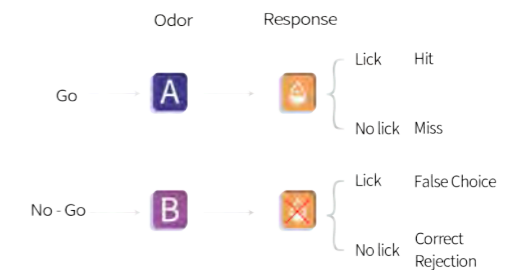 Odor Response
Lick Hit
Go A
No lick Miss
Lick False Choice
No - Go B
No lick Correct
Rejection